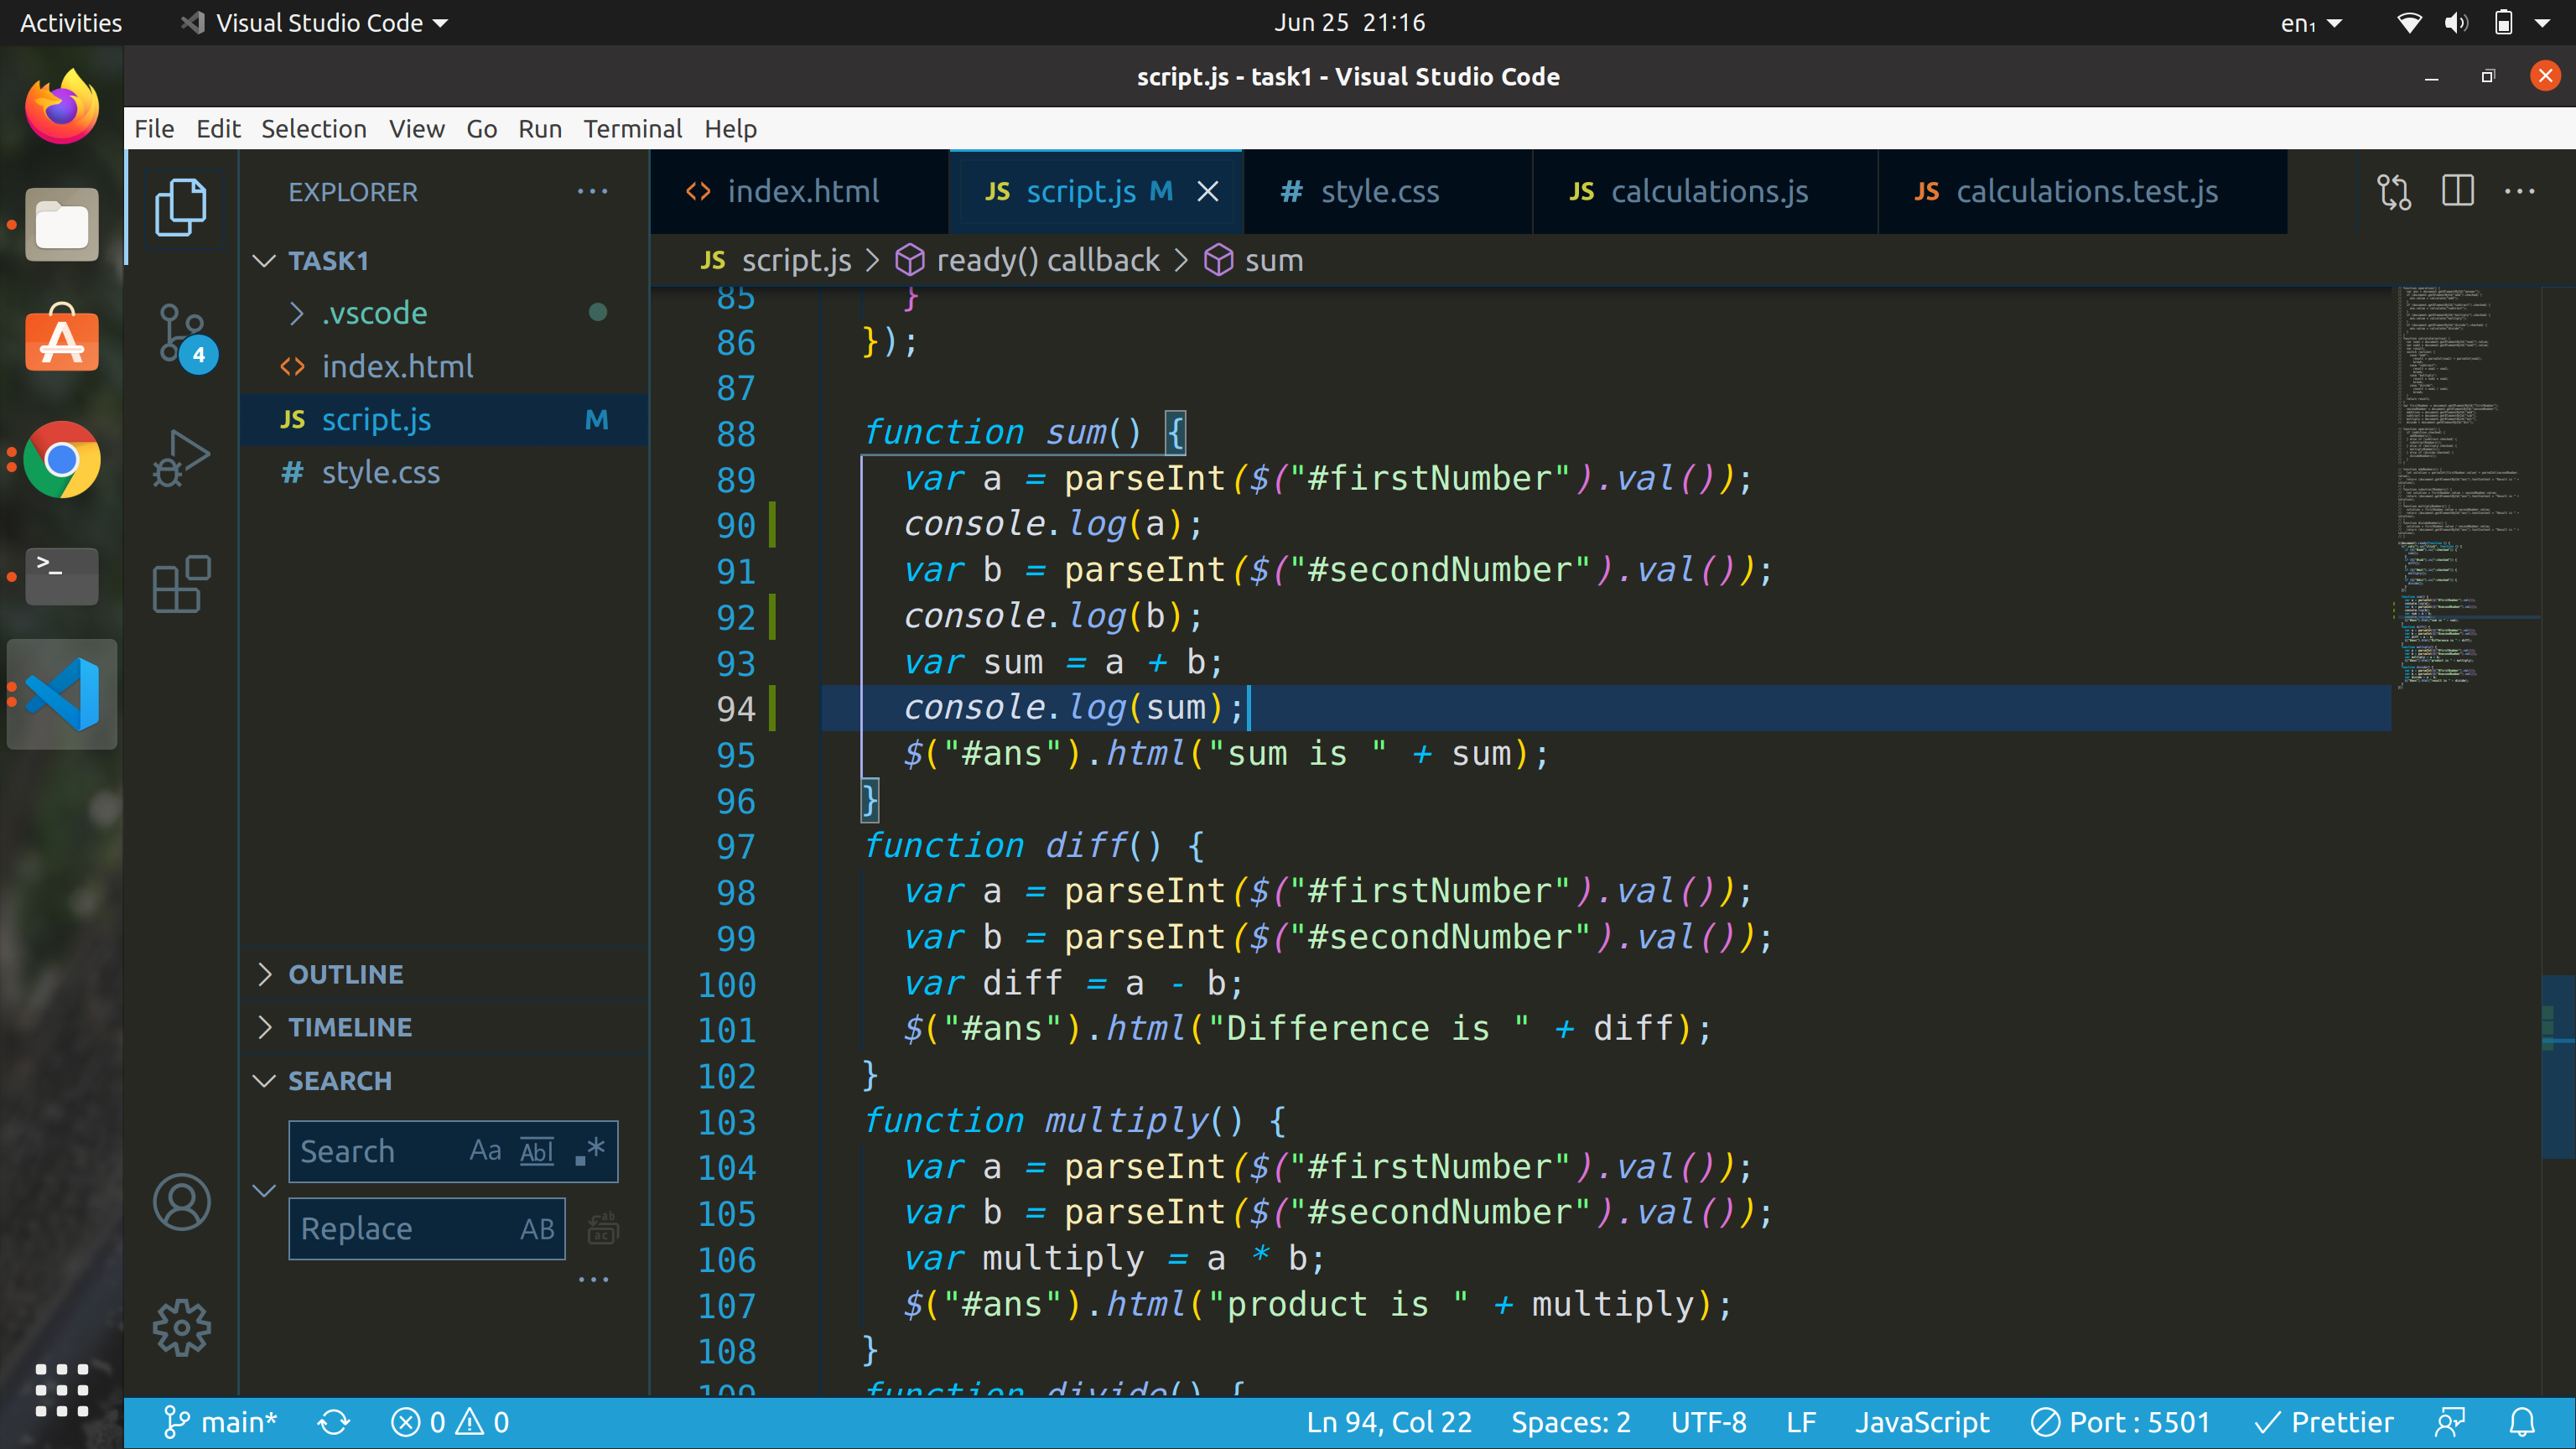 Activities
Visual Studio Code
Jun 25 21:16
en₁
script.js - task1 - Visual Studio Code
File Edit Selection View Go Run Terminal Help
EXPLORER
index.html
JS script.js M
# style.css
JS calculations.js
JS calculations.test.js
JS script.js > ready() callback > sum
TASK1
.vscode
index.html
JS script.js M
# style.css
4
OUTLINE
TIMELINE
SEARCH
Search Aa Abl .*
Replace AB
85 }
86 });
87
88 function sum() {
89 var a = parseInt($("#firstNumber").val());
90 console.log(a);
91 var b = parseInt($("#secondNumber").val());
92 console.log(b);
93 var sum = a + b;
94 console.log(sum);
95 $("#ans").html("sum is " + sum);
96 }
97 function diff() {
98 var a = parseInt($("#firstNumber").val());
99 var b = parseInt($("#secondNumber").val());
100 var diff = a - b;
101 $("#ans").html("Difference is " + diff);
102 }
103 function multiply() {
104 var a = parseInt($("#firstNumber").val());
105 var b = parseInt($("#secondNumber").val());
106 var multiply = a * b;
107 $("#ans").html("product is " + multiply);
108 }
109 function divide() {
main* 0 0 Ln 94, Col 22 Spaces: 2 UTF-8 LF JavaScript Port : 5501 Prettier